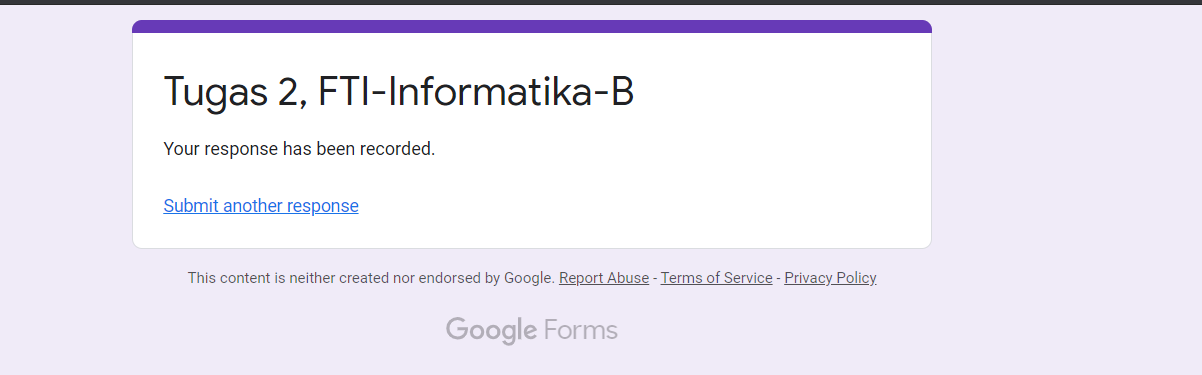 Tugas 2, FTI-Informatika-B
Your response has been recorded.
Submit another response
This content is neither created nor endorsed by Google. Report Abuse - Terms of Service - Privacy Policy
Google Forms